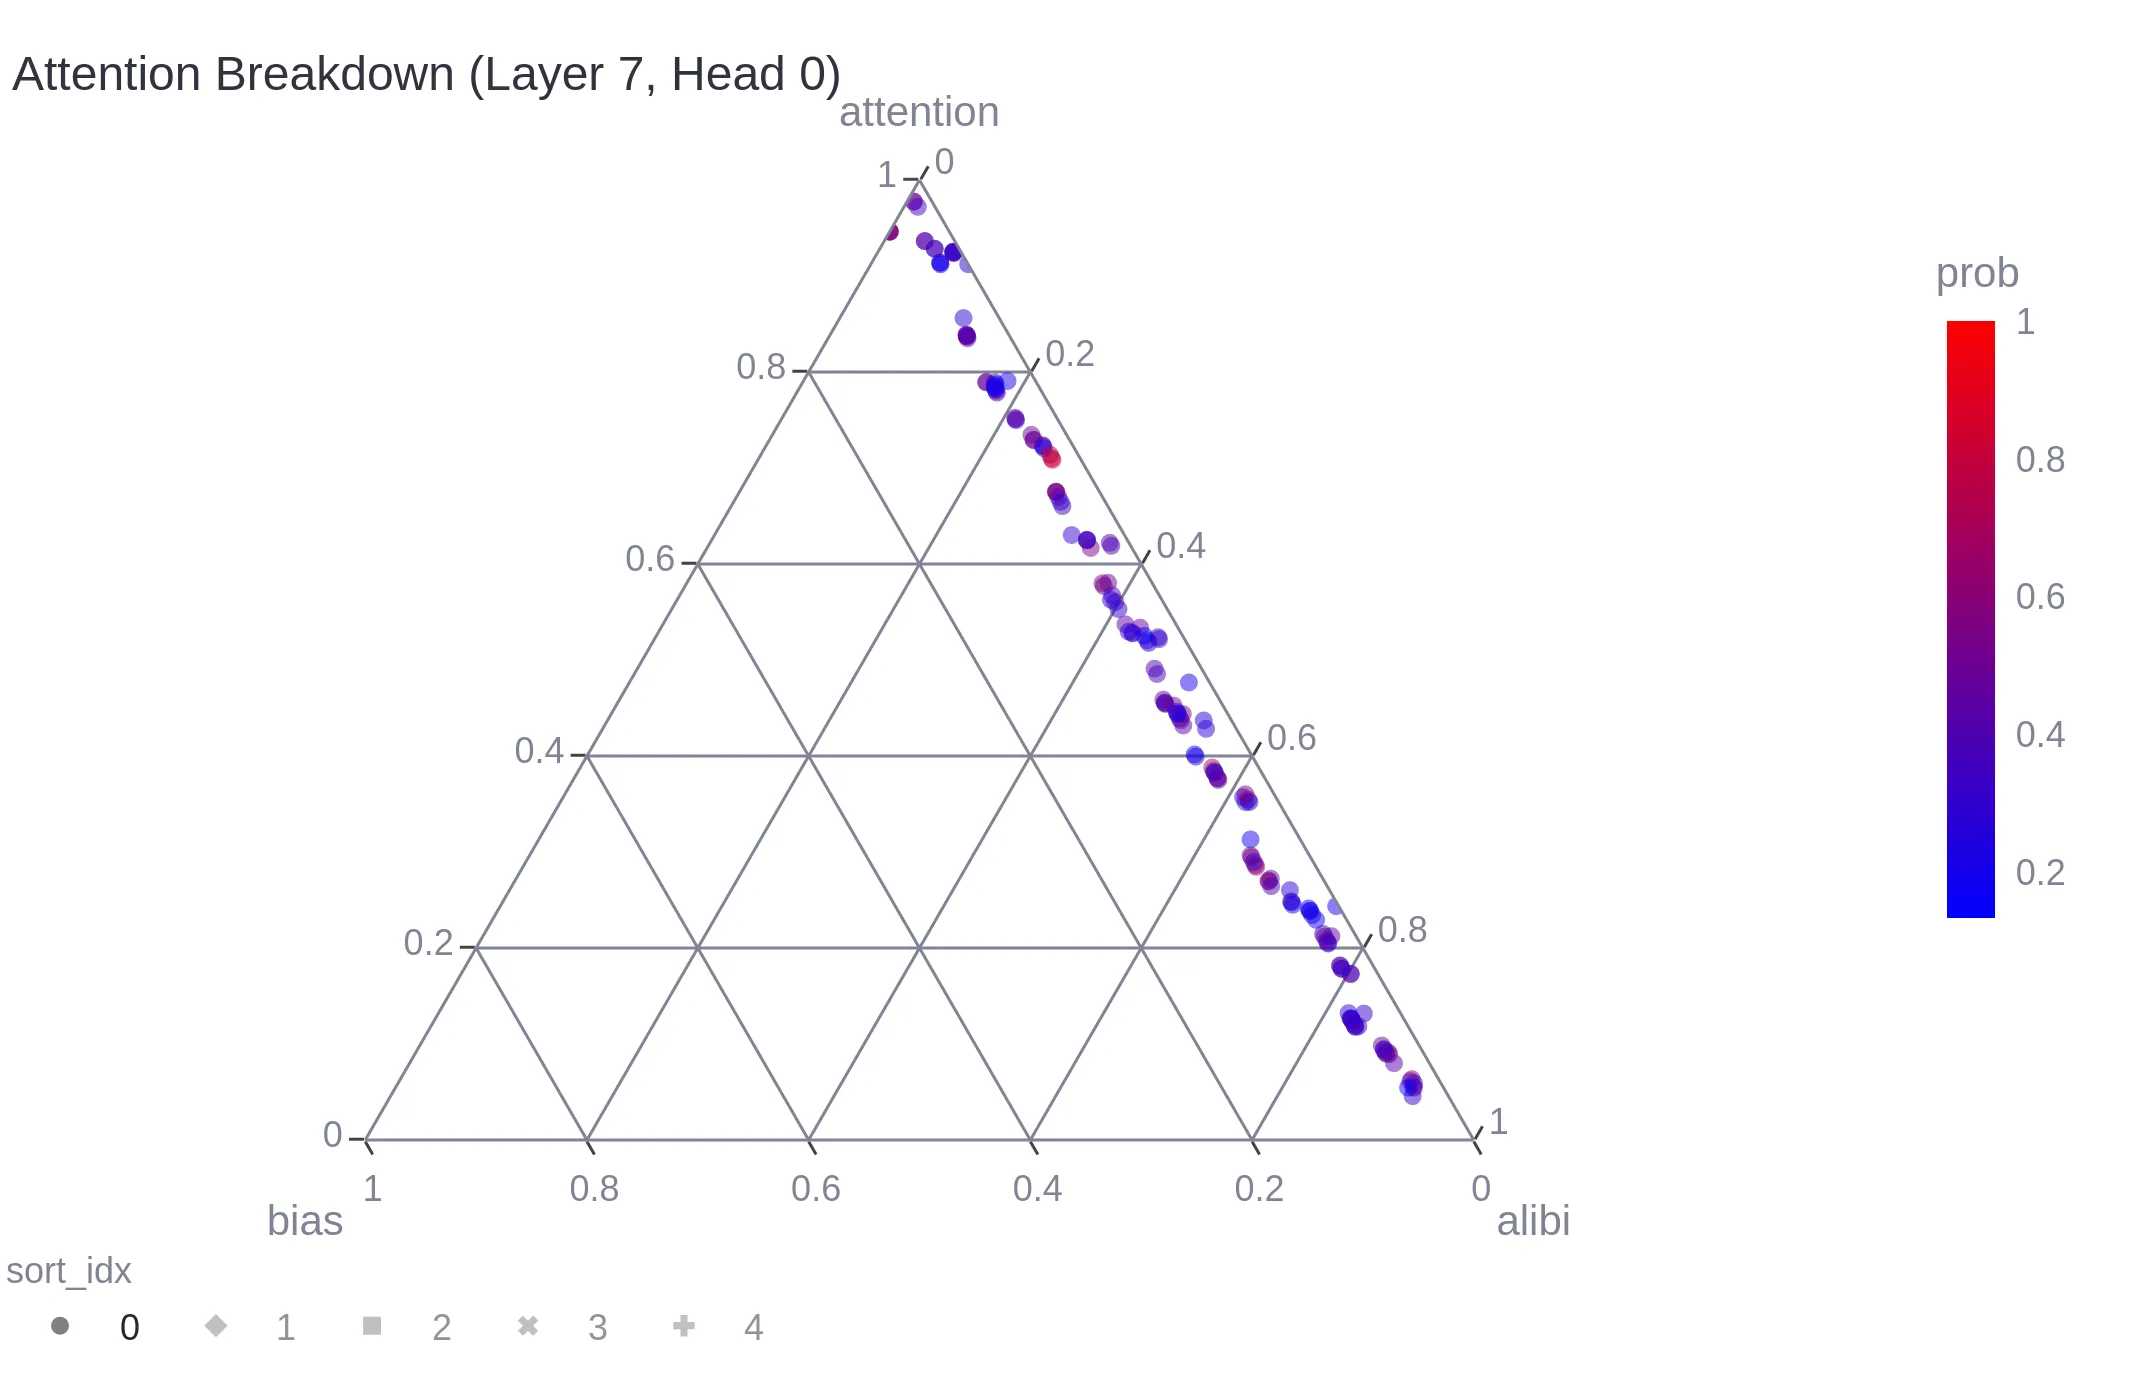 Attention Breakdown (Layer 7, Head 0)
attention
1 0
0.8 0.2
0.6 0.4
0.4 0.6
0.2 0.8
0 1
1 0.8 0.6 0.4 0.2 0
bias alibi
prob
1
0.8
0.6
0.4
0.2
sort_idx
0 1 2 3 4